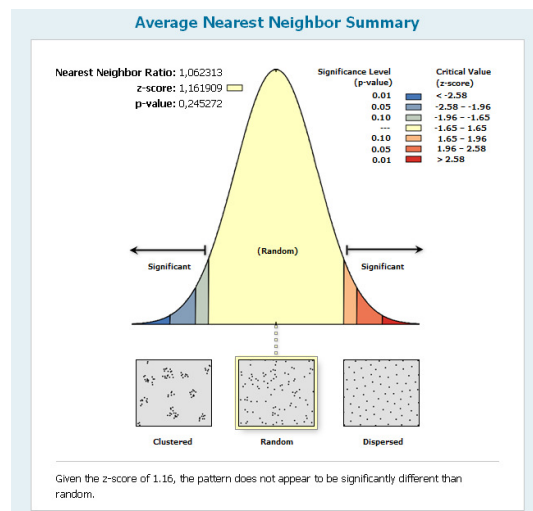 Average Nearest Neighbor Summary
Nearest Neighbor Ratio: 1,062313
z-score: 1,161909
p-value: 0,245272
Significance Level
(p-value)
Critical Value
(z-score)
0.01 < -2.58
0.05 -2.58 – -1.96
0.10 -1.96 – -1.65
--- -1.65 – 1.65
0.10 1.65 – 1.96
0.05 1.96 – 2.58
0.01 > 2.58
(Random)
Significant
Significant
Clustered
Random
Dispersed
Given the z-score of 1.16, the pattern does not appear to be significantly different than
random.